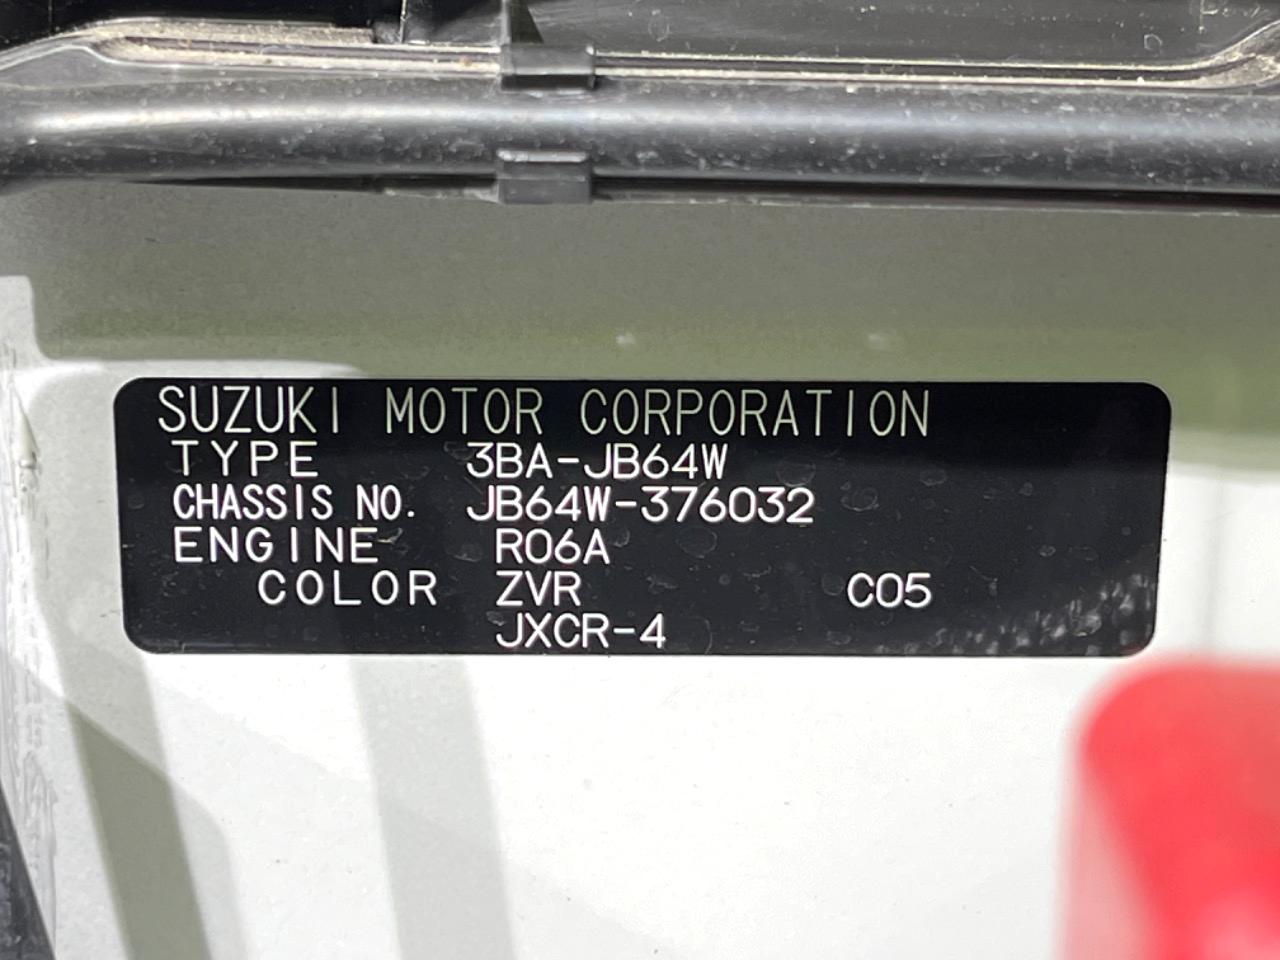 SUZUKI MOTOR CORPORATION
TYPE 3BA-JB64W
CHASSIS NO. JB64W-376032
ENGINE R06A
COLOR ZVR C05
JXCR-4